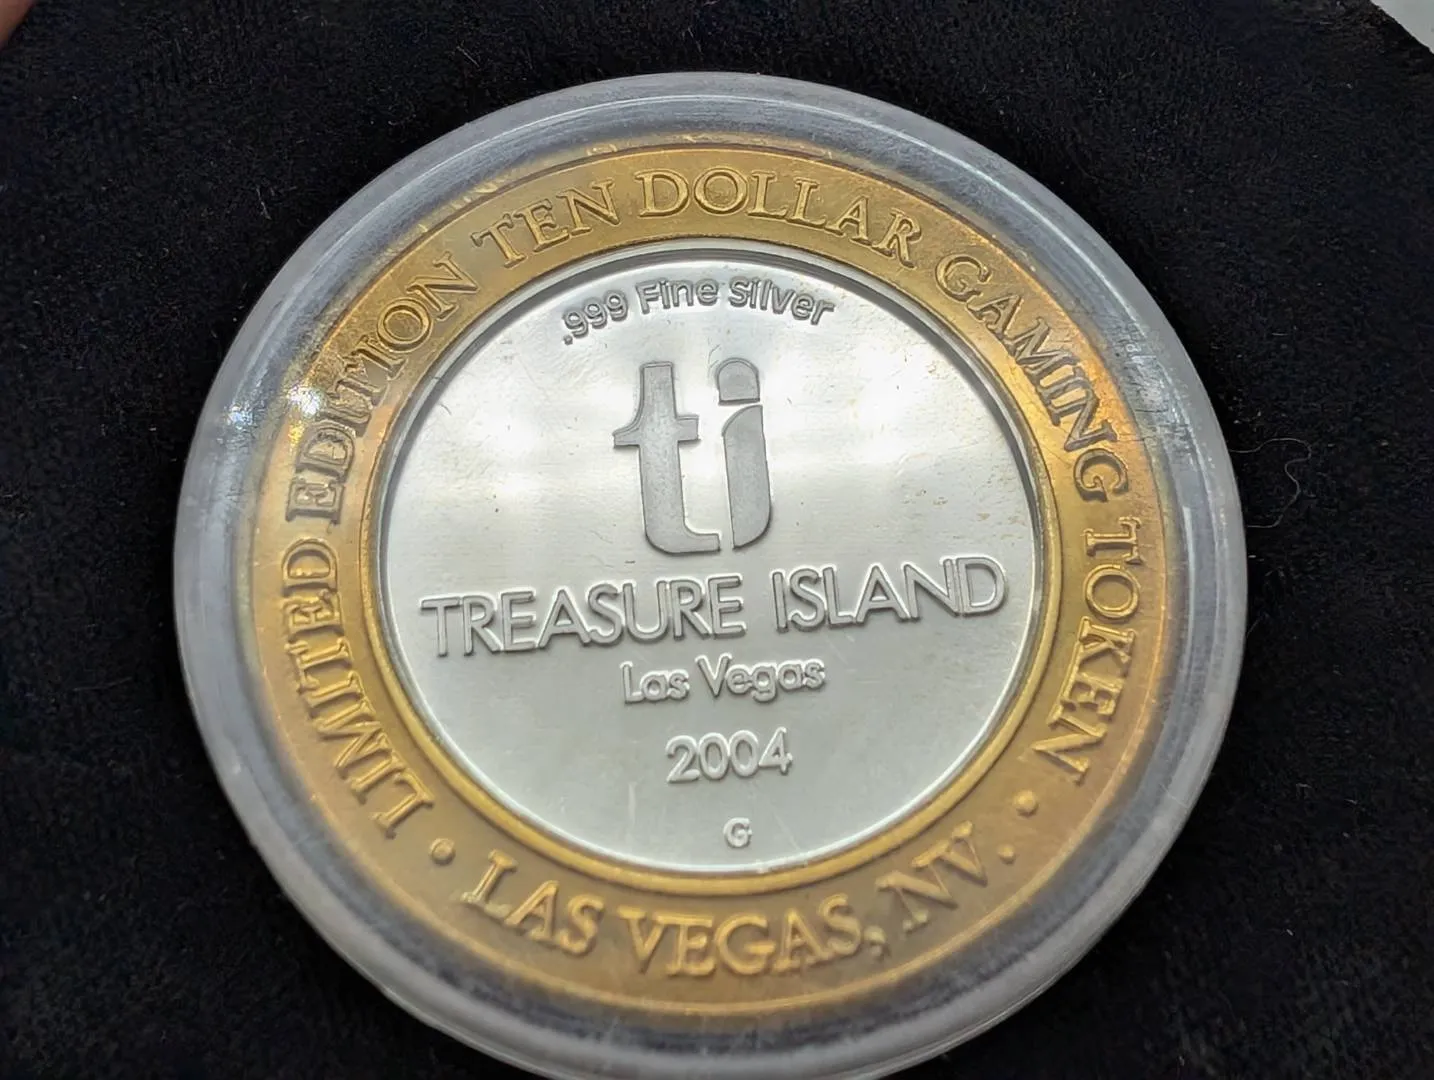 LIMITED EDITION TEN DOLLAR GAMING TOKEN
.999 Fine Silver
ti
TREASURE ISLAND
Las Vegas
2004
G
• LAS VEGAS, NV. •